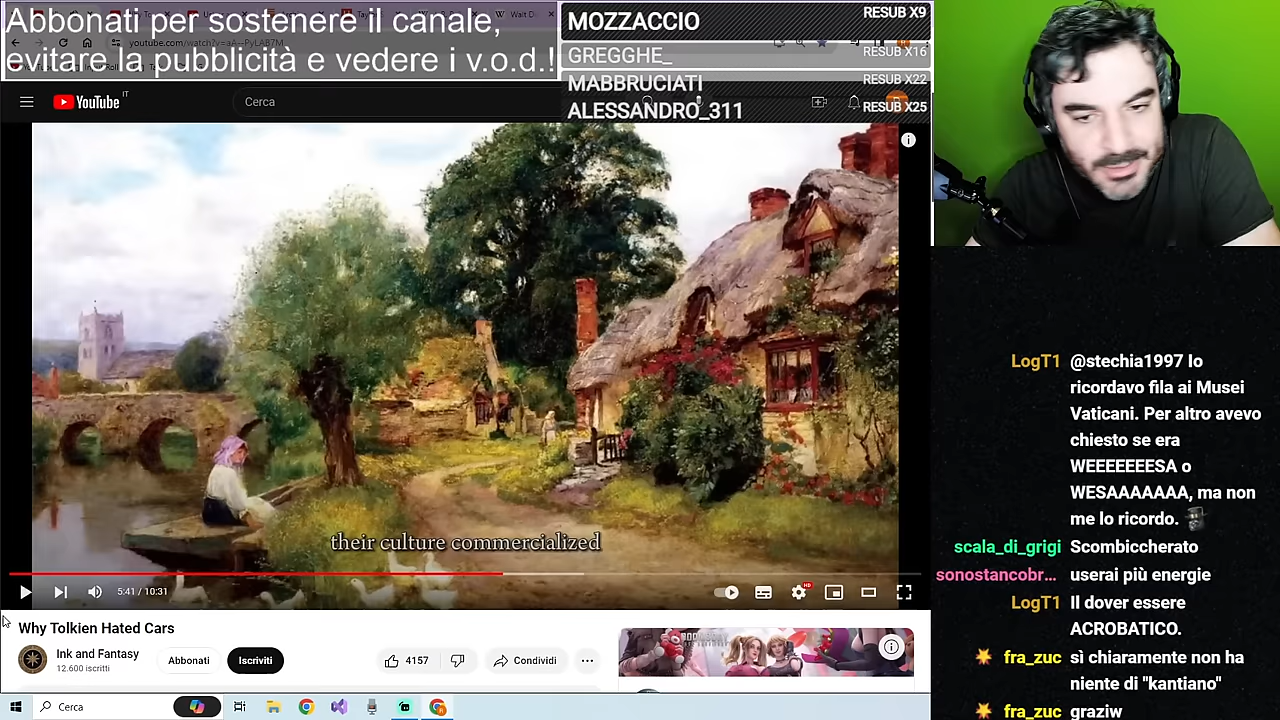 Abbonati per sostenere il canale,
evitare la pubblicità e vedere i v.o.d.!
MOZZACCIO
RESUB X9
GREGGHE_
RESUB X16
MABBRUCIATI
RESUB X22
ALESSANDRO_311
RESUB X25
YouTube IT
Cerca
their culture commercialized
5:41 / 10:31
HD
Why Tolkien Hated Cars
Ink and Fantasy
12.600 iscritti
Abbonati
Iscriviti
4157
Condividi
Cerca
LogT1 @stechia1997 Io
ricordavo fila ai Musei
Vaticani. Per altro avevo
chiesto se era
WEEEEEEESA o
WESAAAAAAA, ma non
me lo ricordo.
scala_di_grigi Scombiccherato
sonostancobr... userai più energie
LogT1 Il dover essere
ACROBATICO.
fra_zuc sì chiaramente non ha
niente di "kantiano"
fra_zuc graziw